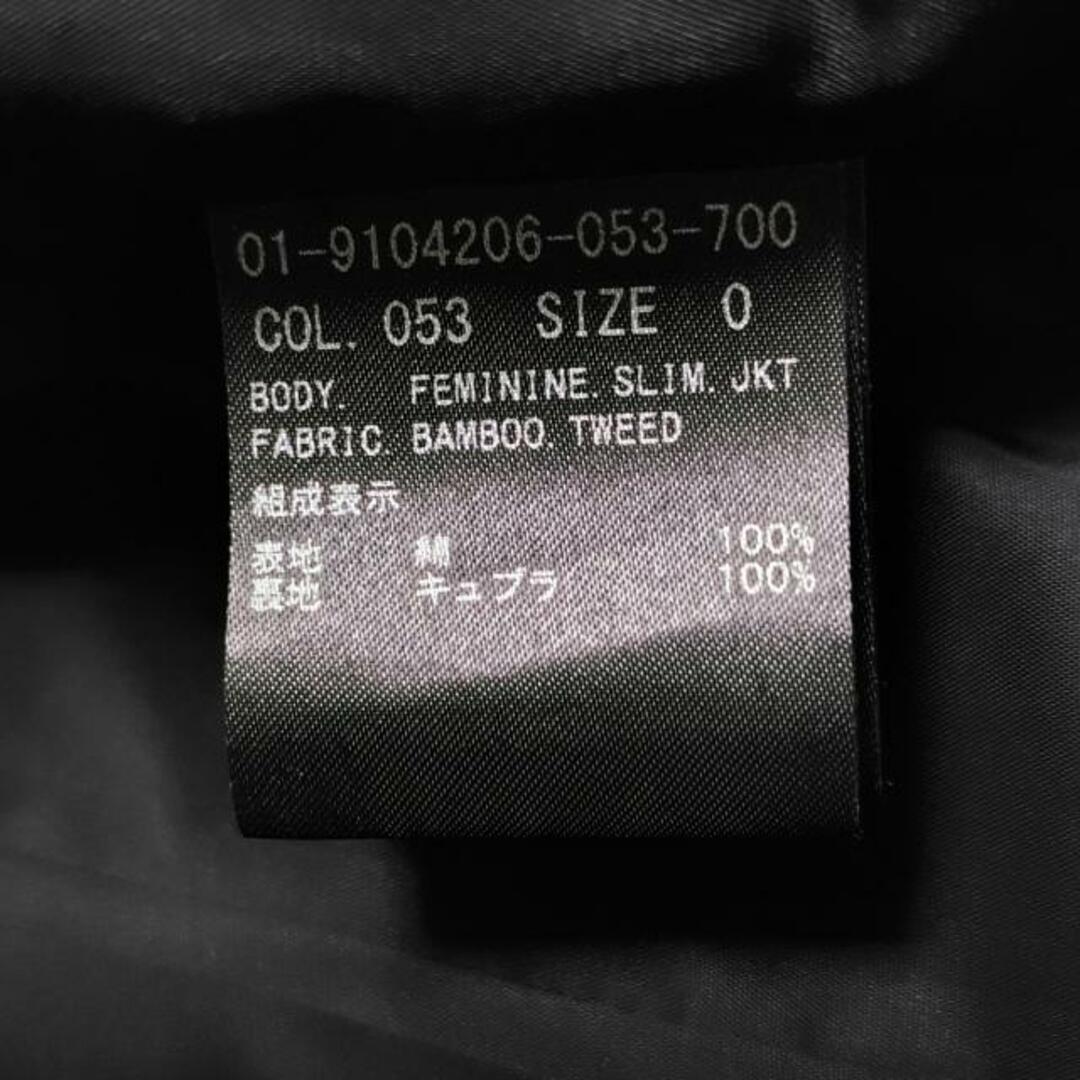 01-9104206-053-700
COL. 053 SIZE 0
BODY. FEMININE. SLIM. JKT
FABRIC. BAMBOO. TWEED
組成表示
表地 綿 100%
裏地 キュプラ 100%